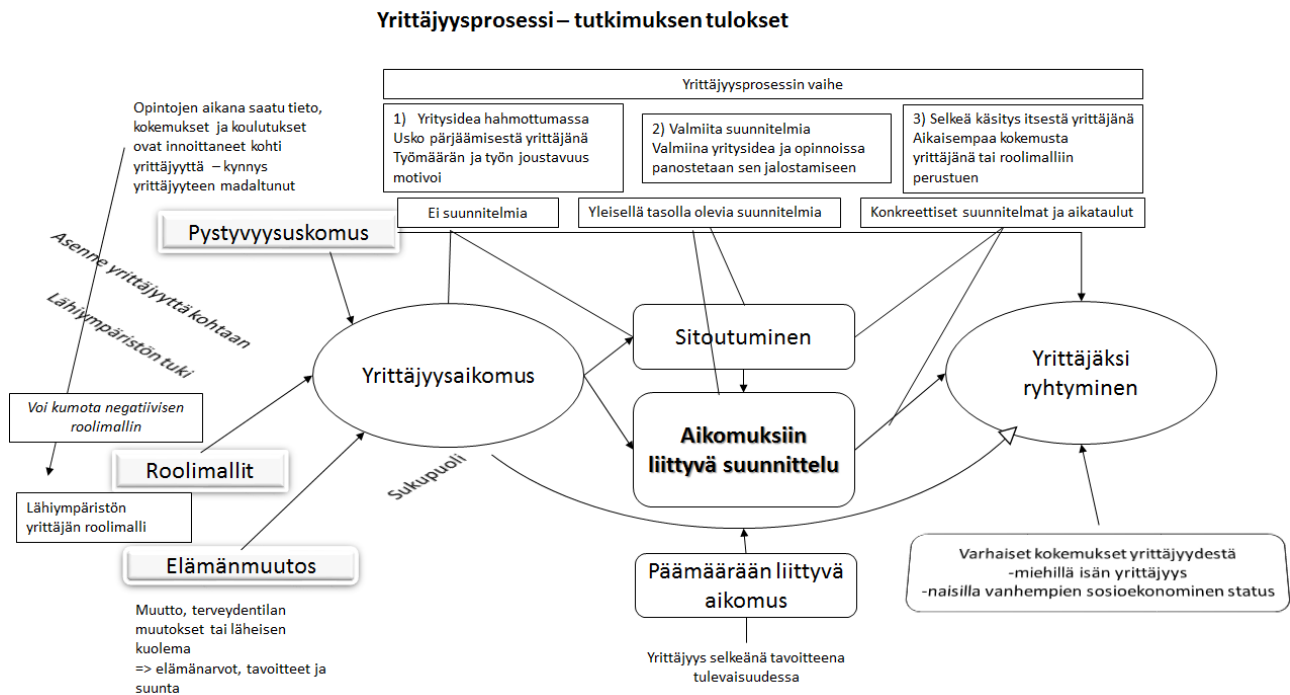 Yrittäjyysprosessi – tutkimuksen tulokset
Yrittäjyysprosessin vaihe
Opintojen aikana saatu tieto,
kokemukset ja koulutukset
ovat innoittaneet kohti
yrittäjyyttä – kynnys
yrittäjyyteen madaltunut
1) Yritysidea hahmottumassa
Usko pärjäämisestä yrittäjänä
Työmäärän ja työn joustavuus
motivoi
2) Valmiita suunnitelmia
Valmiina yritysidea ja opinnoissa
panostetaan sen jalostamiseen
3) Selkeä käsitys itsestä yrittäjänä
Aikaisempaa kokemusta
yrittäjänä tai roolimalliin
perustuen
Ei suunnitelmia
Yleisellä tasolla olevia suunnitelmia
Konkreettiset suunnitelmat ja aikataulut
Pystyvyysuskomus
Asenne yrittäjyyttä kohtaan
Lähiympäristön tuki
Yrittäjyysaikomus
Sitoutuminen
Yrittäjäksi
ryhtyminen
Voi kumota negatiivisen
roolimallin
Aikomuksiin
liittyvä suunnittelu
Roolimallit
Sukupuoli
Lähiympäristön
yrittäjän roolimalli
Elämänmuutos
Päämäärään liittyvä
aikomus
Varhaiset kokemukset yrittäjyydestä
-miehillä isän yrittäjyys
-naisilla vanhempien sosioekonominen status
Muutto, terveydentilan
muutokset tai läheisen
kuolema
=> elämänarvot, tavoitteet ja
suunta
Yrittäjyys selkeänä tavoitteena
tulevaisuudessa